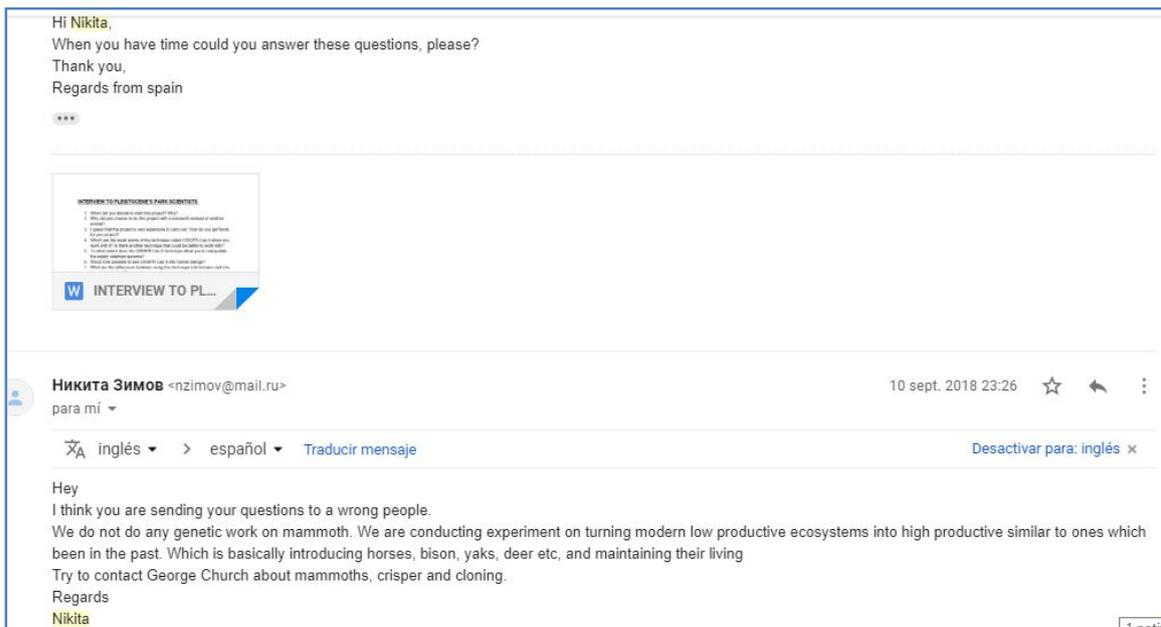 Hi Nikita,
When you have time could you answer these questions, please?
Thank you,
Regards from spain
INTERVIEW TO PLEISTOCENE'S PARK SCIENTISTS
W INTERVIEW TO PL...
Никита Зимов <nzimov@mail.ru>
10 sept. 2018 23:26
para mí
inglés > español Traducir mensaje
Desactivar para: inglés ×
Hey
I think you are sending your questions to a wrong people.
We do not do any genetic work on mammoth. We are conducting experiment on turning modern low productive ecosystems into high productive similar to ones which
been in the past. Which is basically introducing horses, bison, yaks, deer etc, and maintaining their living
Try to contact George Church about mammoths, crisper and cloning.
Regards
Nikita